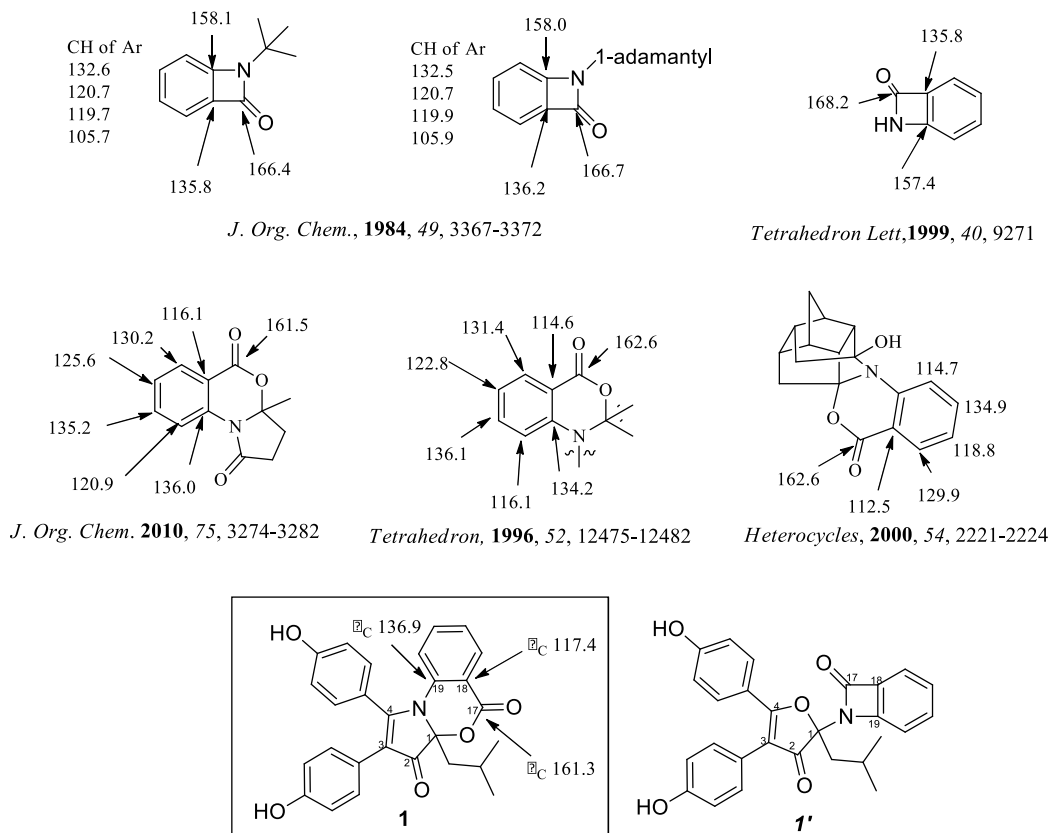 158.1
CH of Ar
132.6
120.7
119.7
105.7
N
O
135.8
166.4
158.0
CH of Ar
132.5
120.7
119.9
105.9
N
1-adamantyl
O
136.2
166.7
135.8
O
168.2
HN
157.4
J. Org. Chem., 1984, 49, 3367-3372
Tetrahedron Lett,1999, 40, 9271
116.1
161.5
130.2
125.6
O
O
N
O
135.2
120.9
136.0
131.4
114.6
162.6
122.8
O
O
N
136.1
116.1
134.2
OH
N
114.7
134.9
O
O
118.8
162.6
112.5
129.9
J. Org. Chem. 2010, 75, 3274-3282
Tetrahedron, 1996, 52, 12475-12482
Heterocycles, 2000, 54, 2221-2224
HO
⍰C 136.9
⍰C 117.4
19
18
4
N
17
O
3
1
O
2
O
⍰C 161.3
HO
1
HO
O
17
18
4
O
N
19
3
1
2
O
HO
1'